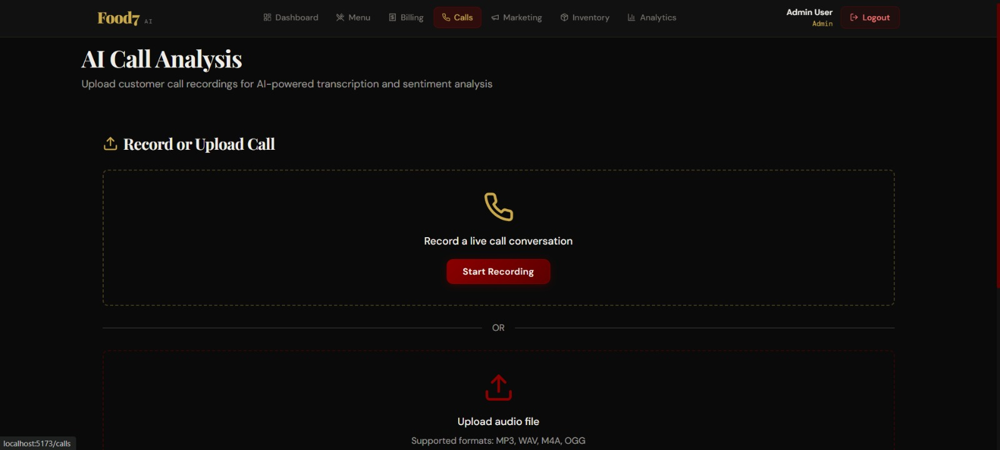 Food7 AI
Dashboard Menu Billing Calls Marketing Inventory Analytics
Admin User
Admin
Logout
AI Call Analysis
Upload customer call recordings for AI-powered transcription and sentiment analysis
Record or Upload Call
Record a live call conversation
Start Recording
OR
Upload audio file
Supported formats: MP3, WAV, M4A, OGG
localhost:5173/calls